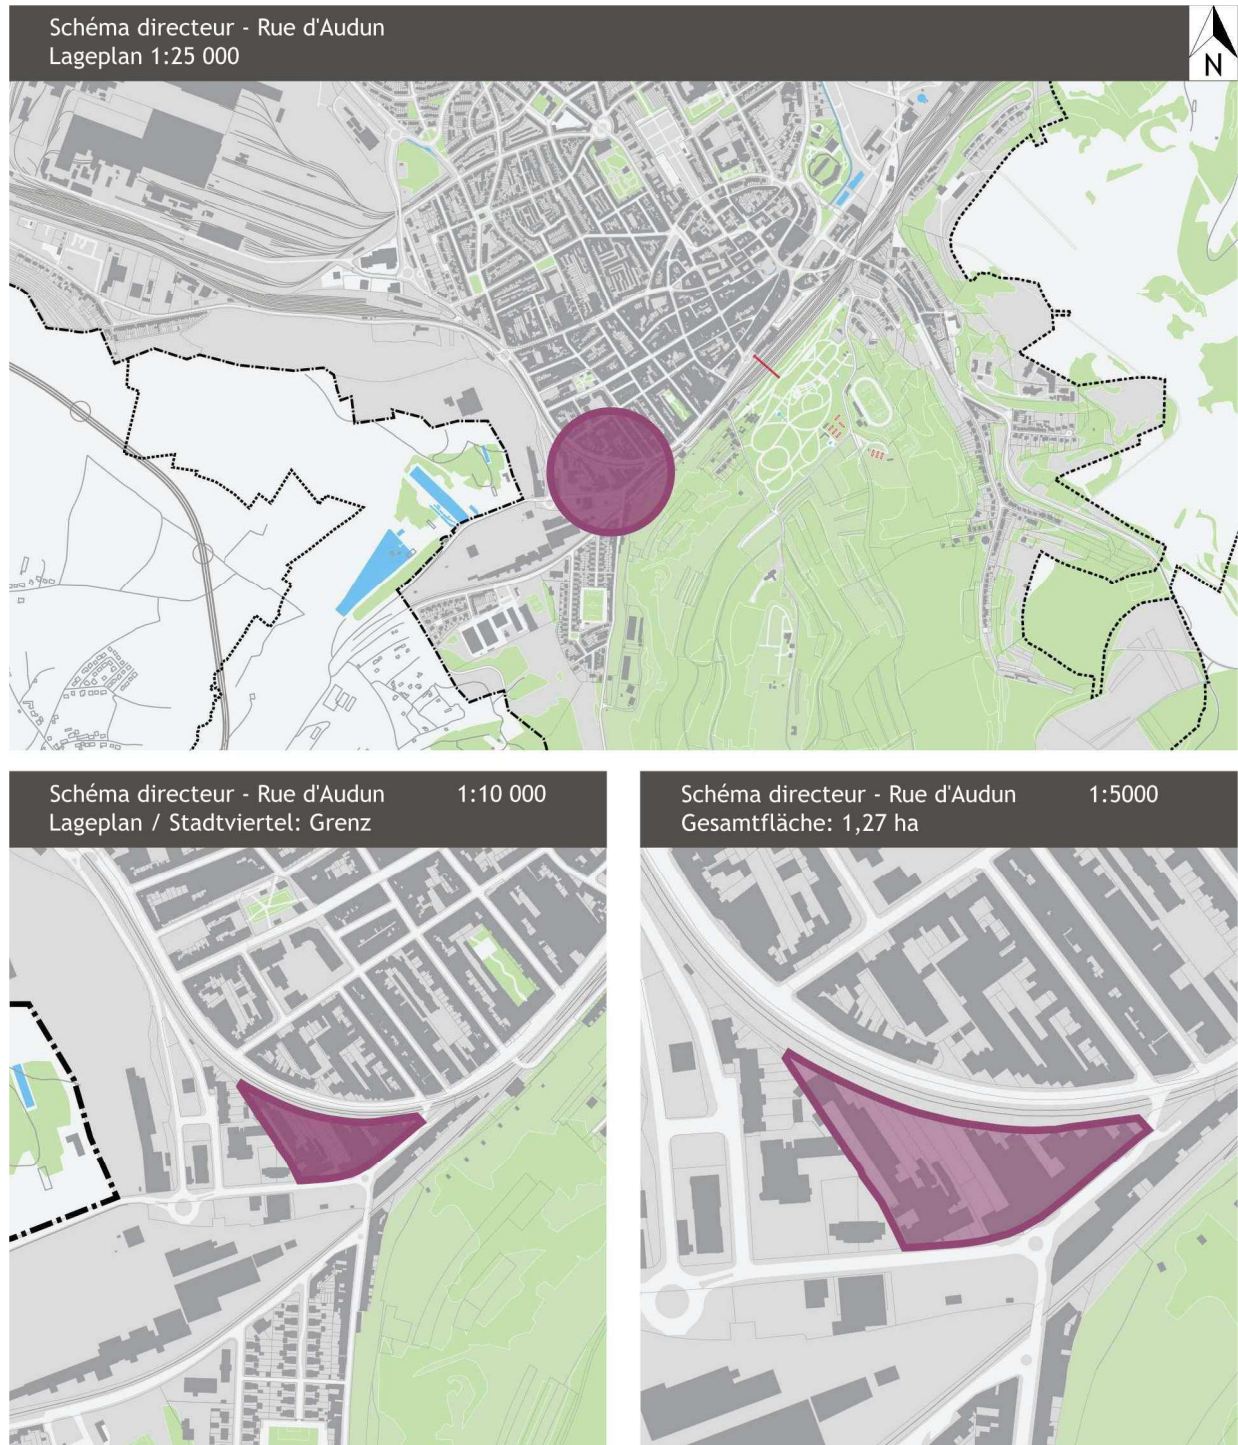 Schéma directeur - Rue d'Audun
Lageplan 1:25 000
N
Schéma directeur - Rue d'Audun 1:10 000
Lageplan / Stadtviertel: Grenz
Schéma directeur - Rue d'Audun 1:5000
Gesamtfläche: 1,27 ha